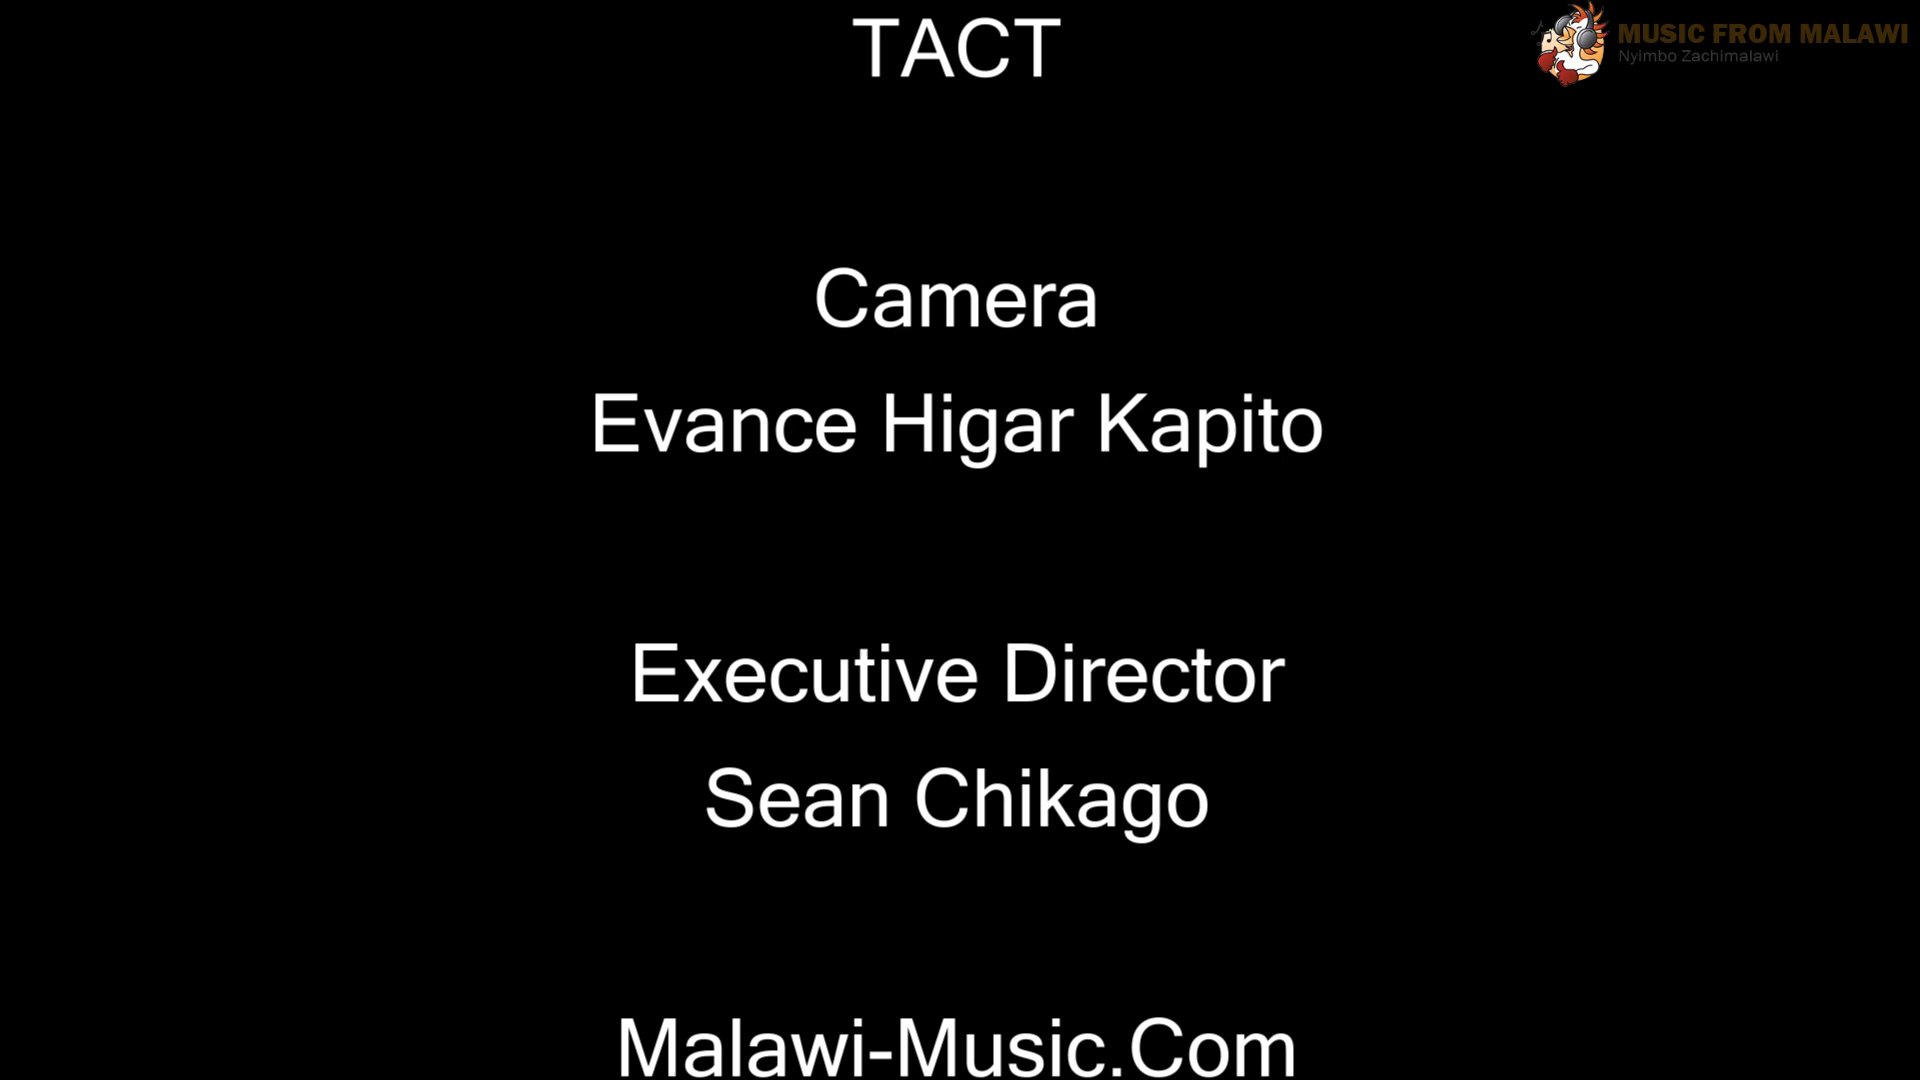 TACT
MUSIC FROM MALAWI
Nyimbo Zachimalawi
Camera
Evance Higar Kapito
Executive Director
Sean Chikago
Malawi-Music.Com